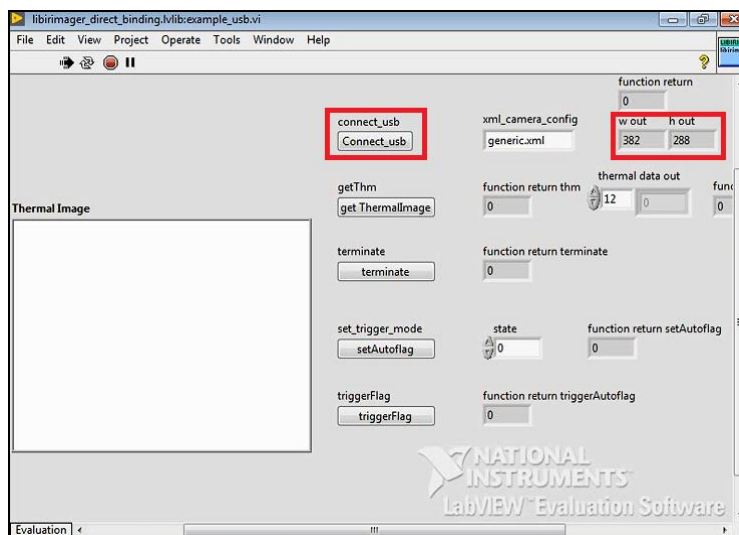 libirimager_direct_binding.lvlib:example_usb.vi
File Edit View Project Operate Tools Window Help
function return
0
connect_usb
xml_camera_config
w out
h out
Connect_usb
generic.xml
382
288
getThm
function return thm
thermal data out
get ThermalImage
0
12
0
0
Thermal Image
terminate
function return terminate
terminate
0
set_trigger_mode
state
function return setAutoflag
setAutoflag
0
0
triggerFlag
function return triggerAutoflag
triggerFlag
0
NATIONAL
INSTRUMENTS
LabVIEW™ Evaluation Software
Evaluation